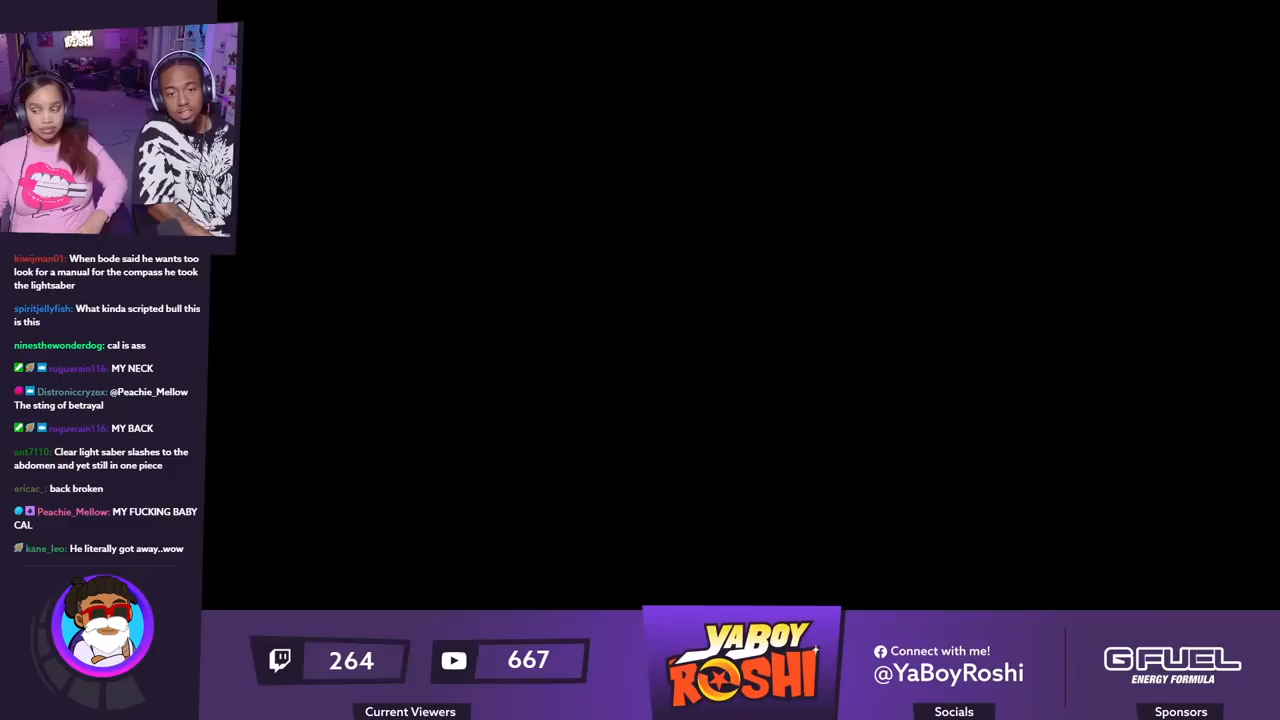 YABOY
ROSHI
kiwijman01: When bode said he wants too
look for a manual for the compass he took
the lightsaber
spiritjellyfish: What kinda scripted bull this
is this
ninesthewonderdog: cal is ass
roguerain116: MY NECK
Distroniccryzex: @Peachie_Mellow
The sting of betrayal
roguerain116: MY BACK
ant7110: Clear light saber slashes to the
abdomen and yet still in one piece
ericac_: back broken
Peachie_Mellow: MY FUCKING BABY
CAL
kane_leo: He literally got away..wow
264
667
Current Viewers
YABOY
ROSHI
Connect with me!
@YaBoyRoshi
Socials
G FUEL
ENERGY FORMULA
Sponsors